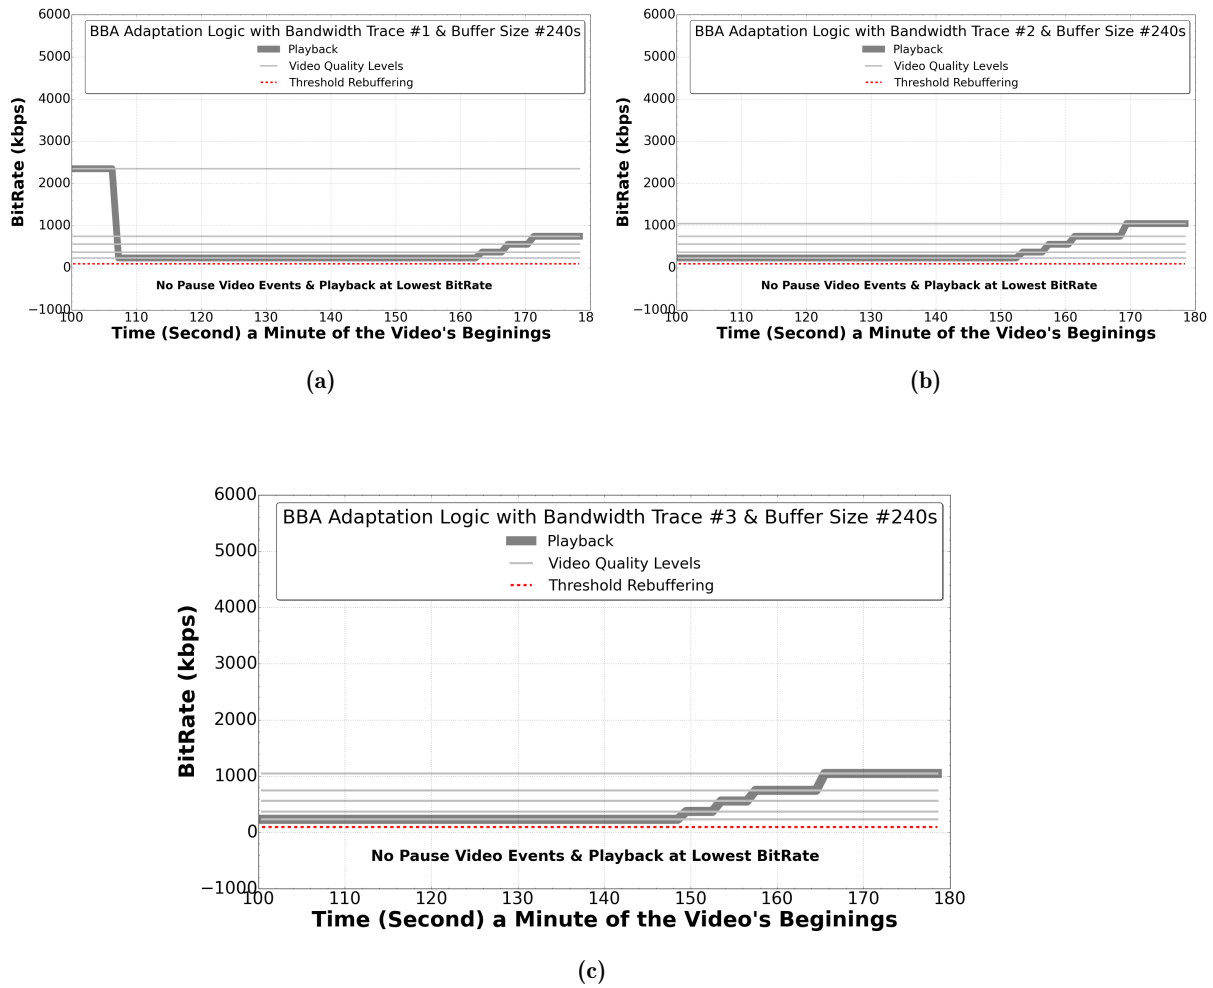 BBA Adaptation Logic with Bandwidth Trace #1 & Buffer Size #240s
Playback
Video Quality Levels
Threshold Rebuffering
6000
5000
4000
3000
2000
1000
0
−1000
BitRate (kbps)
No Pause Video Events & Playback at Lowest BitRate
100 110 120 130 140 150 160 170 18
Time (Second) a Minute of the Video's Beginings
(a)
BBA Adaptation Logic with Bandwidth Trace #2 & Buffer Size #240s
Playback
Video Quality Levels
Threshold Rebuffering
6000
5000
4000
3000
2000
1000
0
−1000
BitRate (kbps)
No Pause Video Events & Playback at Lowest BitRate
100 110 120 130 140 150 160 170 180
Time (Second) a Minute of the Video's Beginings
(b)
BBA Adaptation Logic with Bandwidth Trace #3 & Buffer Size #240s
Playback
Video Quality Levels
Threshold Rebuffering
6000
5000
4000
3000
2000
1000
0
−1000
BitRate (kbps)
No Pause Video Events & Playback at Lowest BitRate
100 110 120 130 140 150 160 170 180
Time (Second) a Minute of the Video's Beginings
(c)